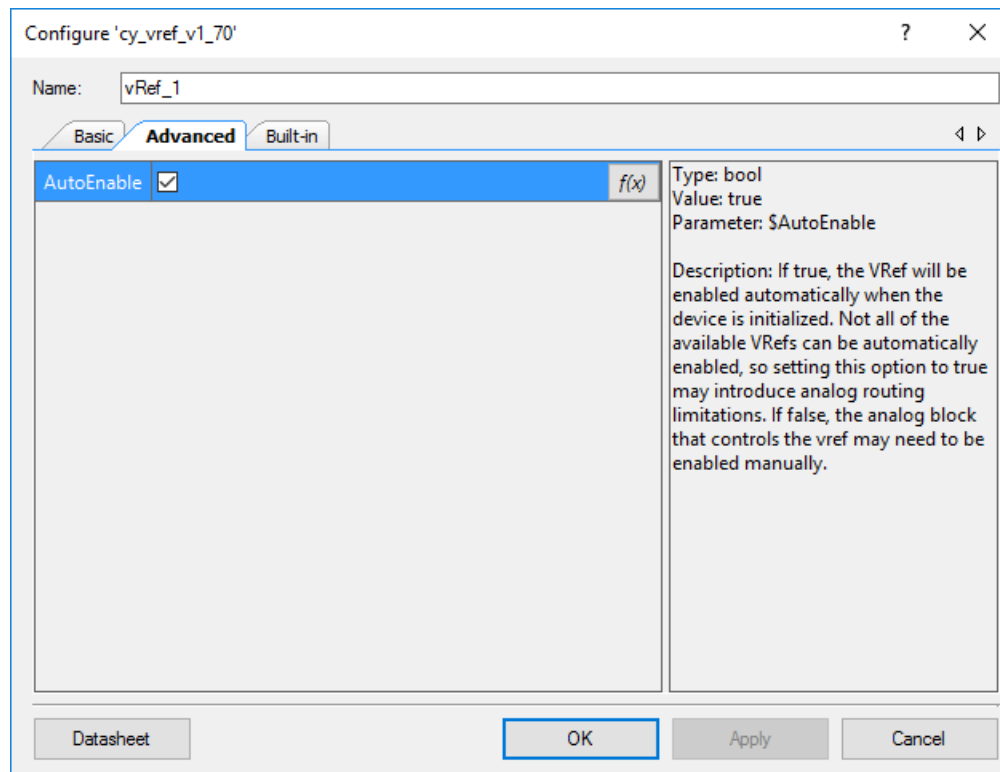 Configure 'cy_vref_v1_70'
?
Name: vRef_1
Basic Advanced Built-in
AutoEnable f(x)
Type: bool
Value: true
Parameter: $AutoEnable
Description: If true, the VRef will be
enabled automatically when the
device is initialized. Not all of the
available VRefs can be automatically
enabled, so setting this option to true
may introduce analog routing
limitations. If false, the analog block
that controls the vref may need to be
enabled manually.
Datasheet OK Apply Cancel